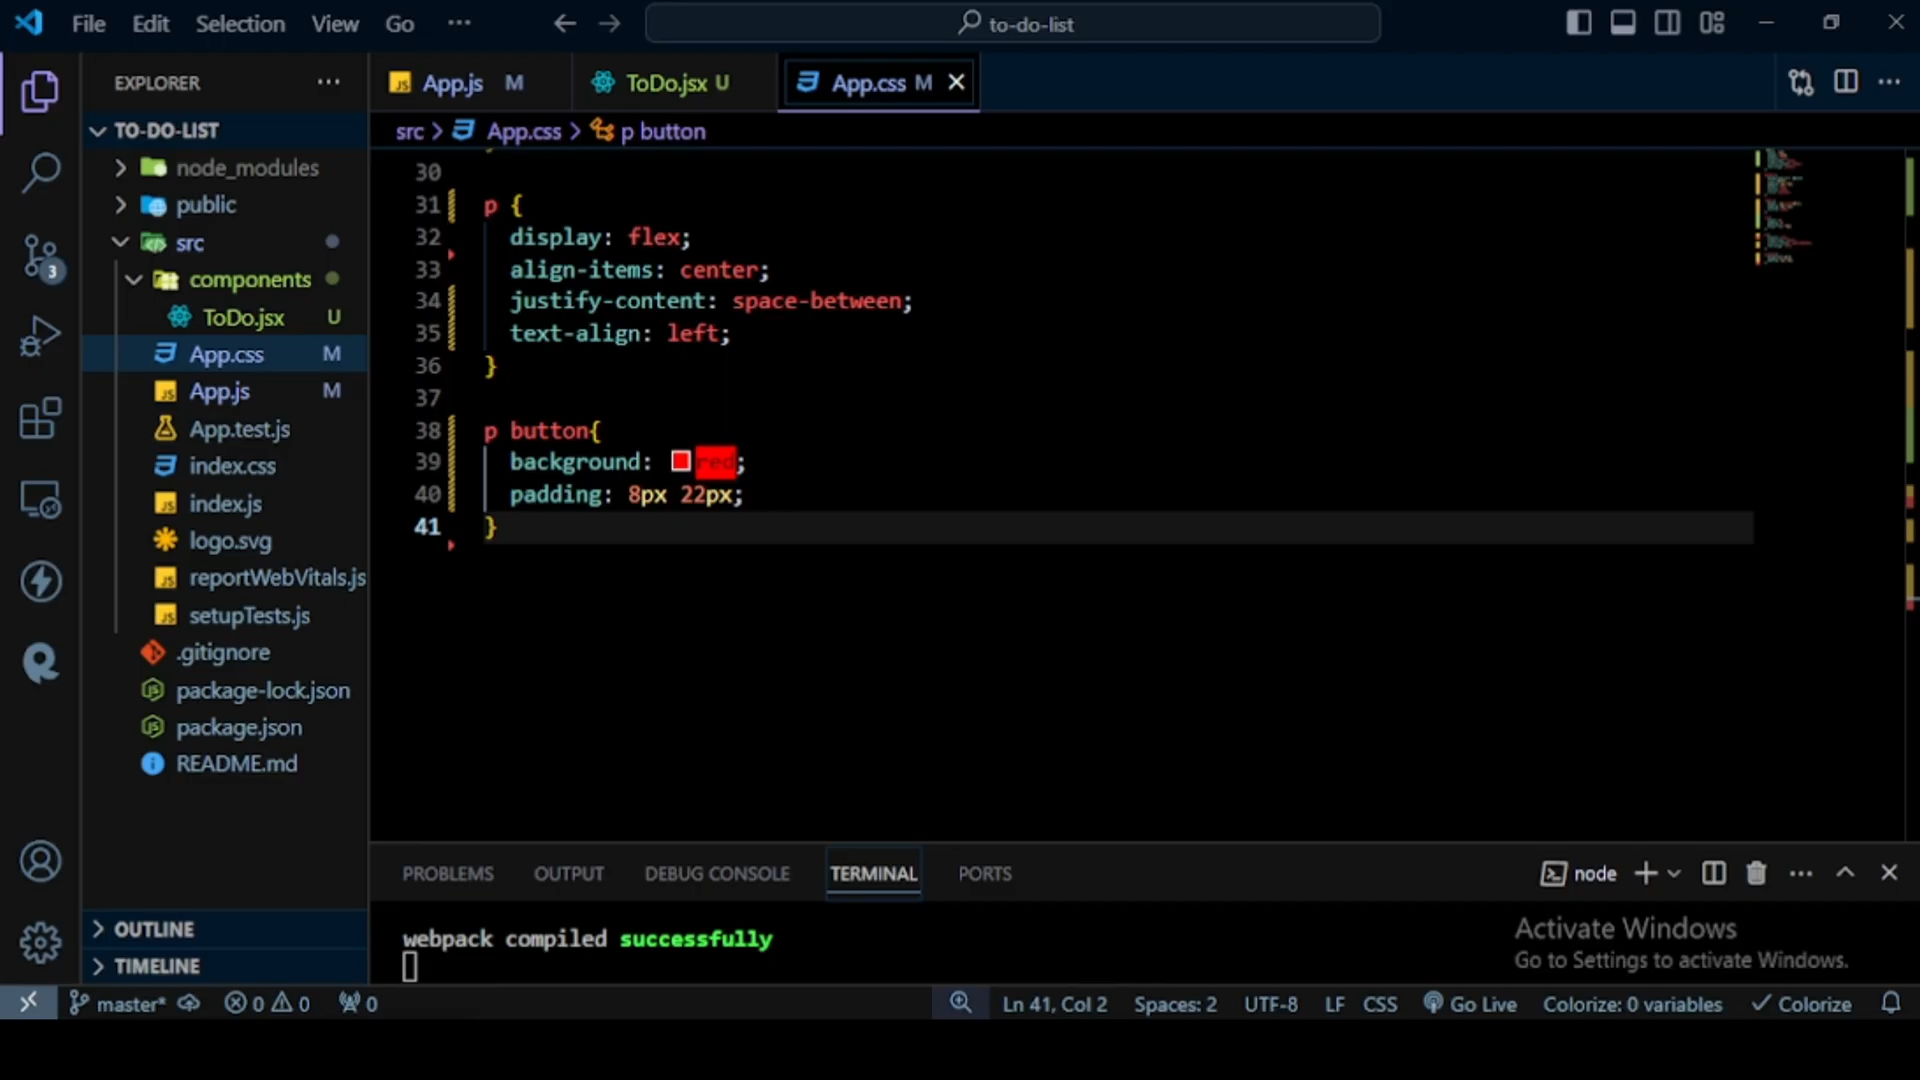 File Edit Selection View Go ··· to-do-list
EXPLORER ···
App.js M ToDo.jsx U App.css M
TO-DO-LIST
src > App.css > p button
node_modules
public
src
components
ToDo.jsx U
App.css M
App.js M
App.test.js
index.css
index.js
logo.svg
reportWebVitals.js
setupTests.js
.gitignore
package-lock.json
package.json
README.md
OUTLINE
TIMELINE
30
31 p {
32 display: flex;
33 align-items: center;
34 justify-content: space-between;
35 text-align: left;
36 }
37
38 p button{
39 background: red;
40 padding: 8px 22px;
41 }
PROBLEMS OUTPUT DEBUG CONSOLE TERMINAL PORTS node
webpack compiled successfully
Activate Windows
Go to Settings to activate Windows.
3
master* 0 0 0 Ln 41, Col 2 Spaces: 2 UTF-8 LF CSS Go Live Colorize: 0 variables Colorize